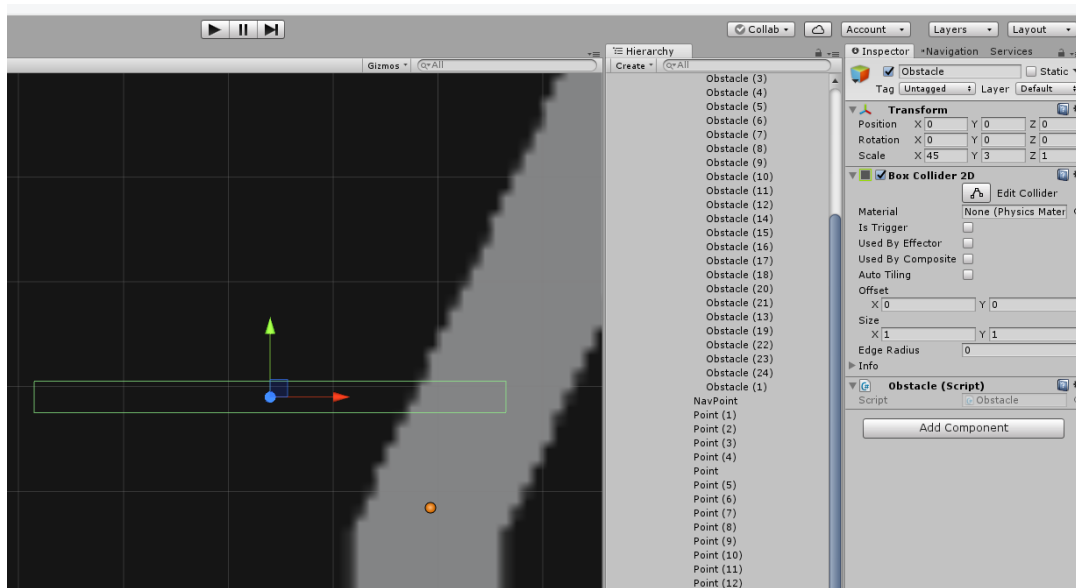 Collab Account Layers Layout
Hierarchy
Inspector Navigation Services
Gizmos All
Create All
Obstacle (3)
Obstacle (4)
Obstacle (5)
Obstacle (6)
Obstacle (7)
Obstacle (8)
Obstacle (9)
Obstacle (10)
Obstacle (11)
Obstacle (12)
Obstacle (14)
Obstacle (15)
Obstacle (16)
Obstacle (17)
Obstacle (18)
Obstacle (20)
Obstacle (21)
Obstacle (13)
Obstacle (19)
Obstacle (22)
Obstacle (23)
Obstacle (24)
Obstacle (1)
NavPoint
Point (1)
Point (2)
Point (3)
Point (4)
Point
Point (5)
Point (6)
Point (7)
Point (8)
Point (9)
Point (10)
Point (11)
Point (12)
Obstacle Static
Tag Untagged Layer Default
Transform
Position X 0 Y 0 Z 0
Rotation X 0 Y 0 Z 0
Scale X 45 Y 3 Z 1
Box Collider 2D
Edit Collider
Material None (Physics Mater
Is Trigger
Used By Effector
Used By Composite
Auto Tiling
Offset
X 0 Y 0
Size
X 1 Y 1
Edge Radius 0
Info
Obstacle (Script)
Script Obstacle
Add Component